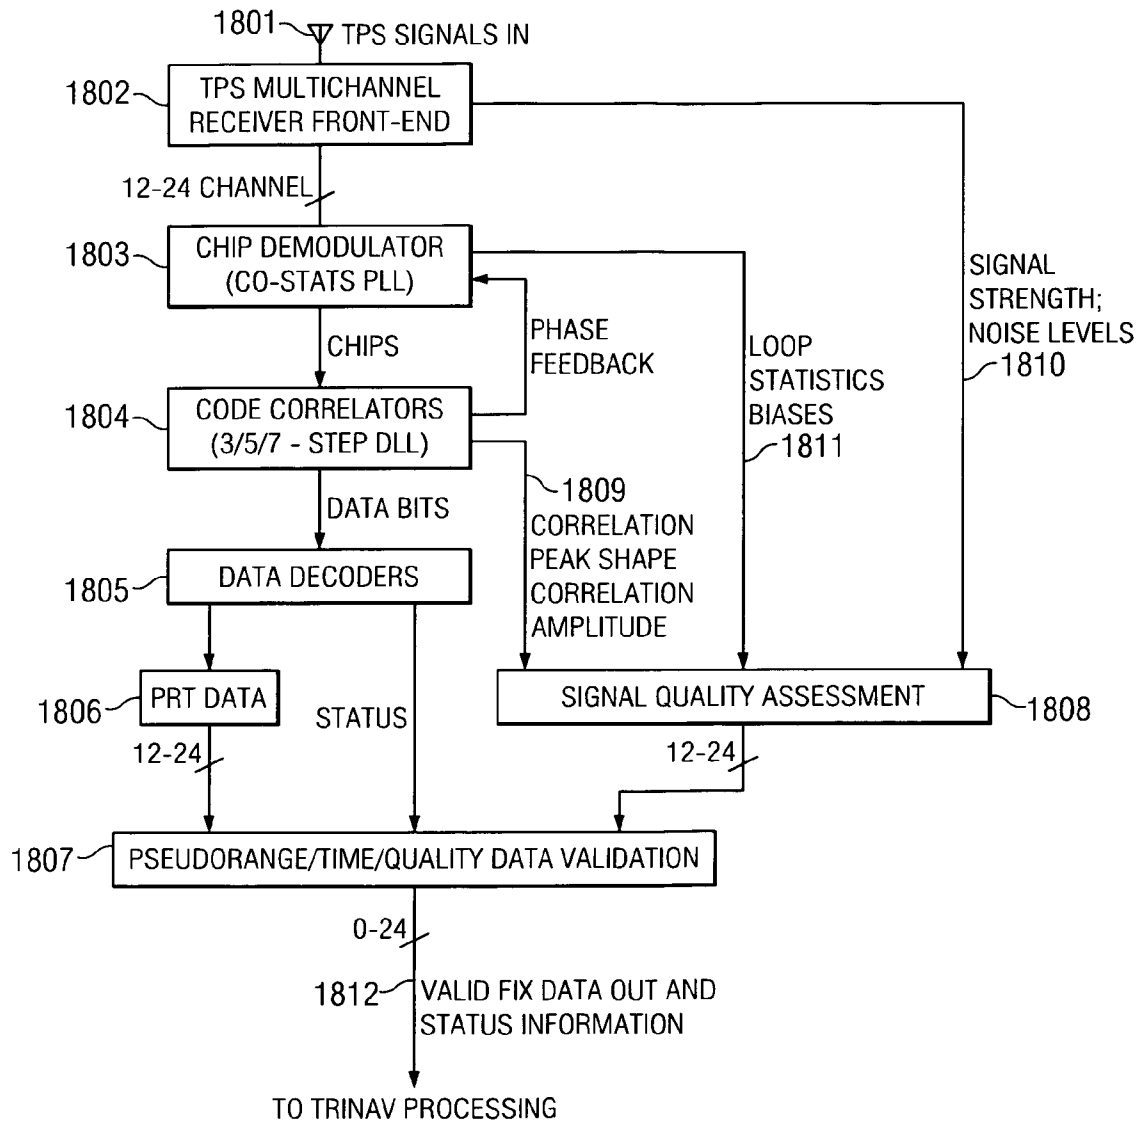 1801
TPS SIGNALS IN
1802
TPS MULTICHANNEL
RECEIVER FRONT-END
12-24 CHANNEL
1803
CHIP DEMODULATOR
(CO-STATS PLL)
SIGNAL
STRENGTH;
NOISE LEVELS
1810
CHIPS
PHASE
FEEDBACK
LOOP
STATISTICS
BIASES
1811
1804
CODE CORRELATORS
(3/5/7 - STEP DLL)
1809
CORRELATION
PEAK SHAPE
CORRELATION
AMPLITUDE
DATA BITS
1805
DATA DECODERS
1806
PRT DATA
STATUS
SIGNAL QUALITY ASSESSMENT
1808
12-24
12-24
1807
PSEUDORANGE/TIME/QUALITY DATA VALIDATION
0-24
1812
VALID FIX DATA OUT AND
STATUS INFORMATION
TO TRINAV PROCESSING